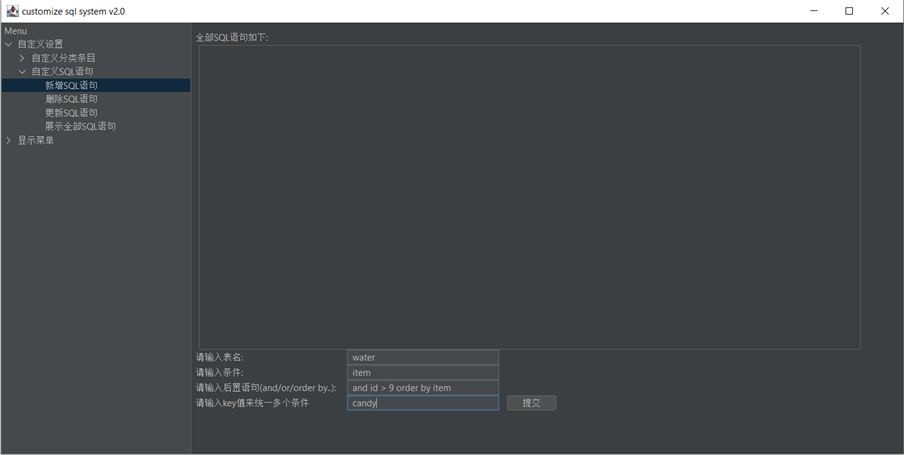 customize sql system v2.0
Menu
自定义设置
自定义分类条目
自定义SQL语句
新增SQL语句
删除SQL语句
更新SQL语句
展示全部SQL语句
显示菜单
全部SQL语句如下:
请输入表名: water
请输入条件: item
请输入后置语句(and/or/order by..): and id > 9 order by item
请输入key值来统一多个条件 candy 提交